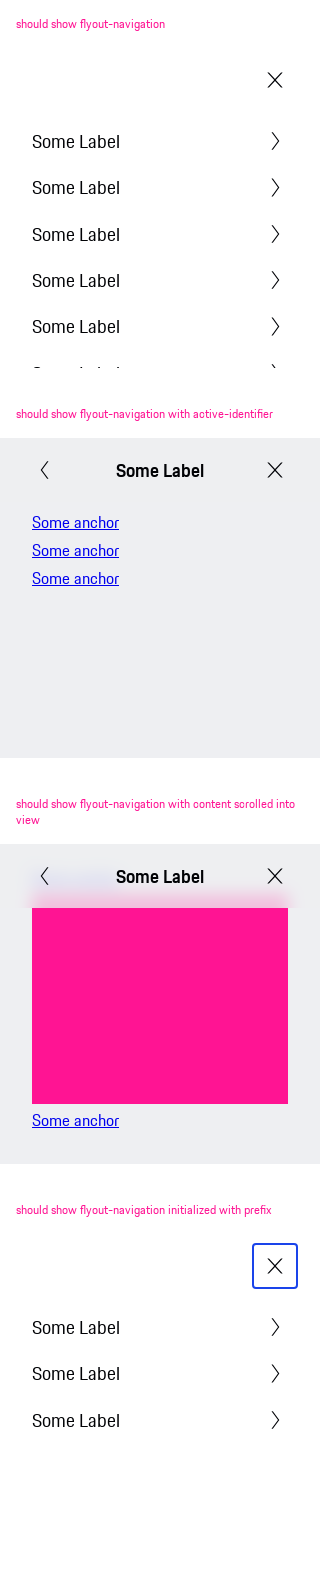 should show flyout-navigation
Some Label
Some Label
Some Label
Some Label
Some Label
should show flyout-navigation with active-identifier
Some Label
Some anchor
Some anchor
Some anchor
should show flyout-navigation with content scrolled into
view
Some Label
Some anchor
should show flyout-navigation initialized with prefix
Some Label
Some Label
Some Label